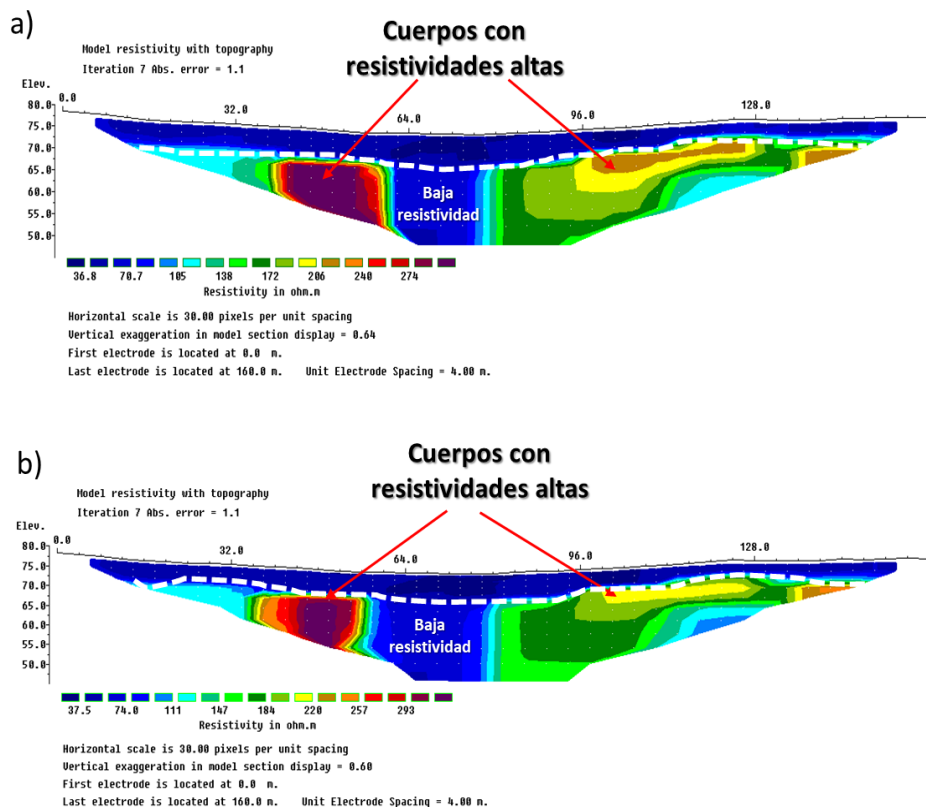 a)
Cuerpos con
resistividades altas
Model resistivity with topography
Iteration 7 Abs. error = 1.1
Elev.
0.0
32.0
64.0
96.0
128.0
80.0
75.0
70.0
65.0
60.0
55.0
50.0
Baja
resistividad
36.8 70.7 105 138 172 206 240 274
Resistivity in ohm.m
Horizontal scale is 30.00 pixels per unit spacing
Vertical exaggeration in model section display = 0.64
First electrode is located at 0.0 m.
Last electrode is located at 160.0 m. Unit Electrode Spacing = 4.00 m.
b)
Cuerpos con
resistividades altas
Model resistivity with topography
Iteration 7 Abs. error = 1.1
Elev.
0.0
32.0
64.0
96.0
128.0
80.0
75.0
70.0
65.0
60.0
55.0
50.0
Baja
resistividad
37.5 74.0 111 147 184 220 257 293
Resistivity in ohm.m
Horizontal scale is 30.00 pixels per unit spacing
Vertical exaggeration in model section display = 0.60
First electrode is located at 0.0 m.
Last electrode is located at 160.0 m. Unit Electrode Spacing = 4.00 m.